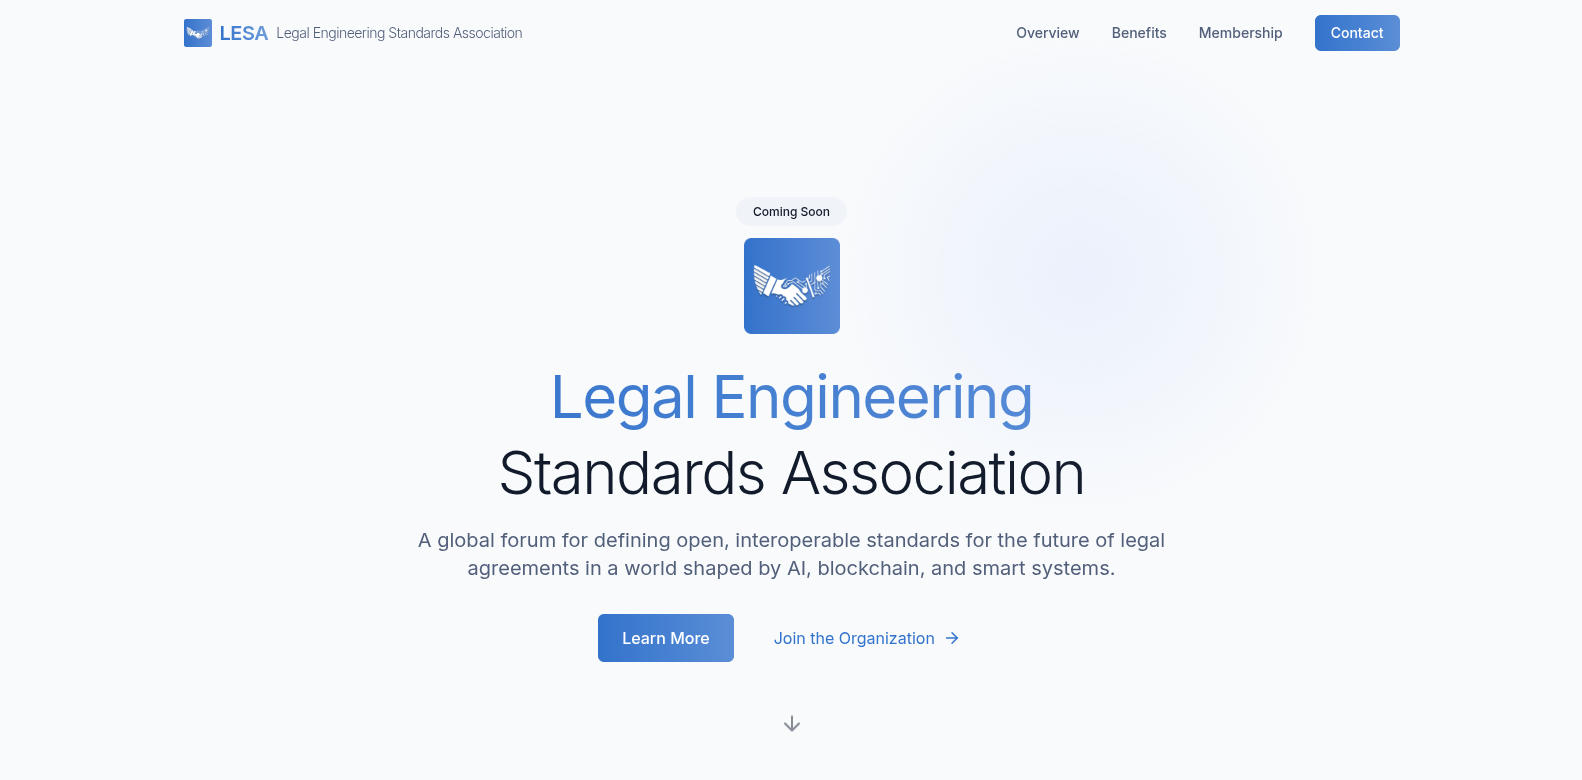 LESA Legal Engineering Standards Association
Overview Benefits Membership Contact
Coming Soon
Legal Engineering
Standards Association
A global forum for defining open, interoperable standards for the future of legal
agreements in a world shaped by AI, blockchain, and smart systems.
Learn More Join the Organization